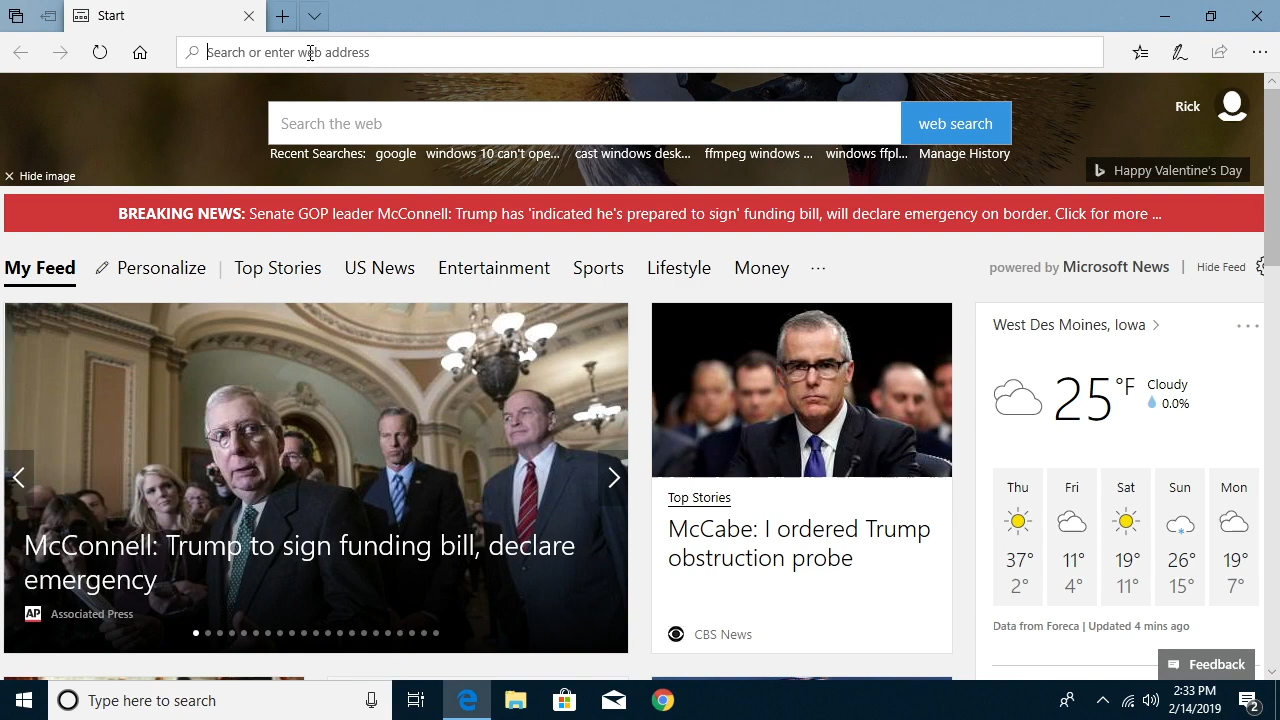 Start
Search or enter web address
Rick
Search the web
web search
Recent Searches: google windows 10 can't ope... cast windows desk... ffmpeg windows ... windows ffpl... Manage History
Hide image
Happy Valentine's Day
BREAKING NEWS: Senate GOP leader McConnell: Trump has 'indicated he's prepared to sign' funding bill, will declare emergency on border. Click for more ...
My Feed Personalize | Top Stories US News Entertainment Sports Lifestyle Money ...
powered by Microsoft News | Hide Feed
McConnell: Trump to sign funding bill, declare
emergency
AP Associated Press
Top Stories
McCabe: I ordered Trump
obstruction probe
CBS News
West Des Moines, Iowa
25 °F
Cloudy
0.0%
Thu Fri Sat Sun Mon
37° 11° 19° 26° 19°
2° 4° 11° 15° 7°
Data from Foreca | Updated 4 mins ago
Feedback
Type here to search
2:33 PM
2/14/2019
2